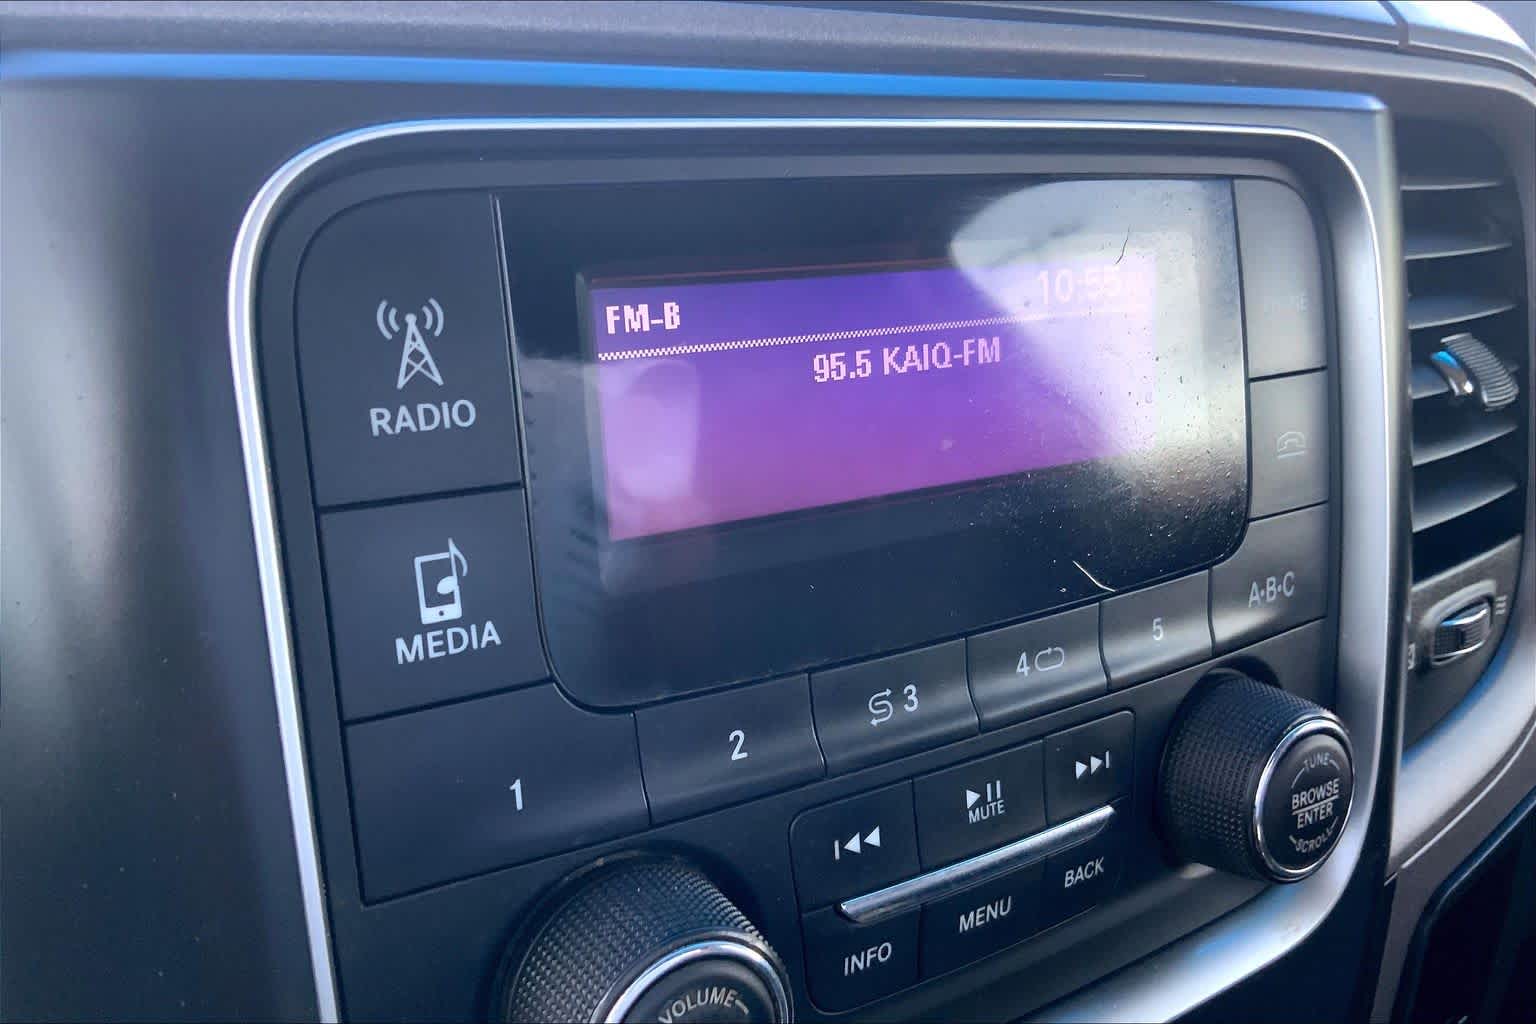 FM-B
10:55
95.5 KAIQ-FM
RADIO
MEDIA
1
2
3
4
5
A·B·C
MUTE
INFO
MENU
BACK
VOLUME
TUNE
BROWSE
ENTER
SCROLL